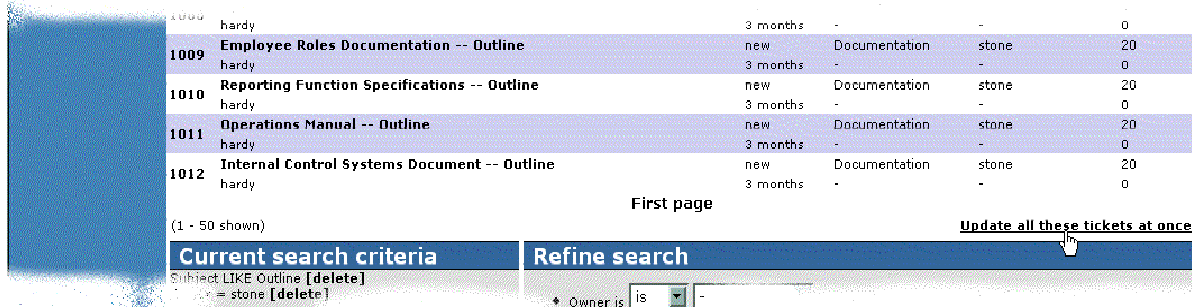 hardy 3 months - - 0
1009 Employee Roles Documentation -- Outline new Documentation stone 20
hardy 3 months - - 0
1010 Reporting Function Specifications -- Outline new Documentation stone 20
hardy 3 months - - 0
1011 Operations Manual -- Outline new Documentation stone 20
hardy 3 months - - 0
1012 Internal Control Systems Document -- Outline new Documentation stone 20
hardy 3 months - - 0
First page
(1 - 50 shown) Update all these tickets at once
Current search criteria Refine search
Subject LIKE Outline [delete]
= stone [delete]
Owner is is -